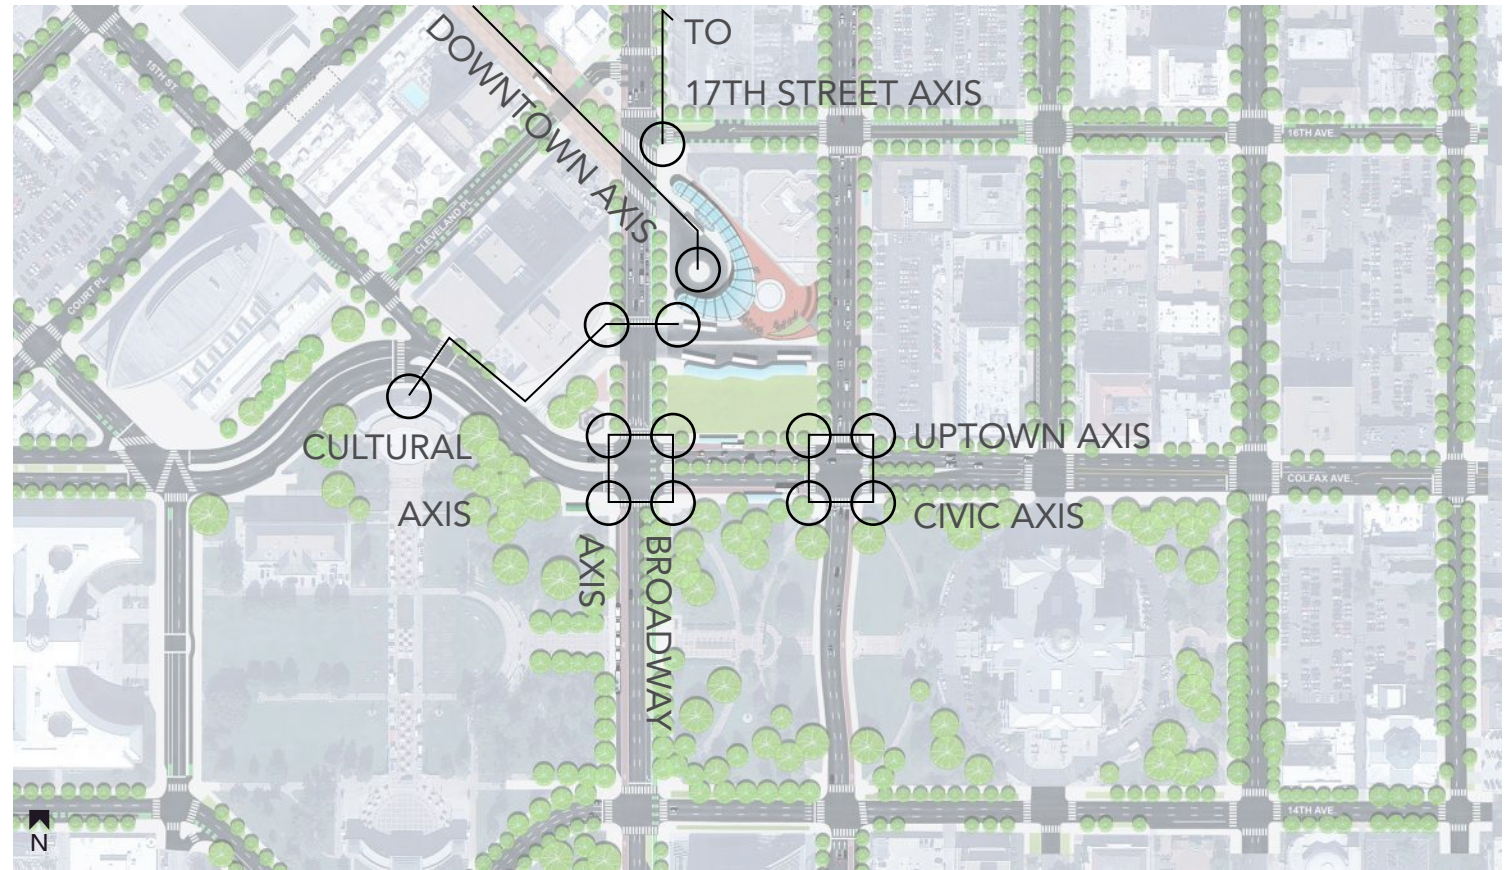 TO
17TH STREET AXIS
DOWNTOWN AXIS
15TH ST.
16TH AVE.
CLEVELAND PL.
COURT PL.
CULTURAL
AXIS
UPTOWN AXIS
COLFAX AVE.
CIVIC AXIS
BROADWAY
AXIS
14TH AVE.
N